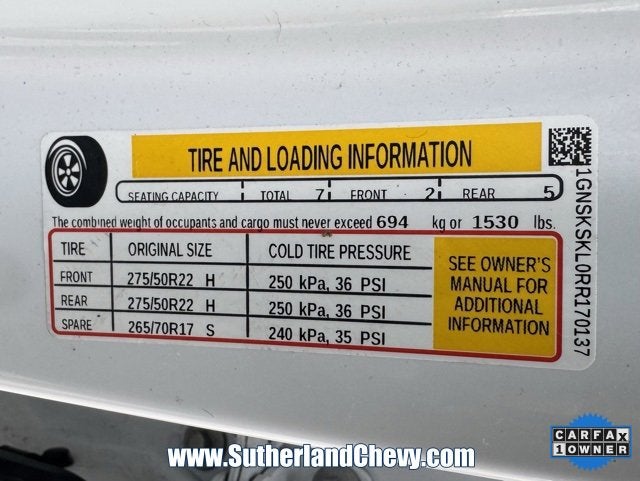 TIRE AND LOADING INFORMATION
SEATING CAPACITY TOTAL 7 FRONT 2 REAR 5
The combined weight of occupants and cargo must never exceed 694 kg or 1530 lbs.
TIRE ORIGINAL SIZE COLD TIRE PRESSURE
FRONT 275/50R22 H 250 kPa, 36 PSI
REAR 275/50R22 H 250 kPa, 36 PSI
SPARE 265/70R17 S 240 kPa, 35 PSI
SEE OWNER'S
MANUAL FOR
ADDITIONAL
INFORMATION
1GNSKSKL0RR170137
CARFAX
1 OWNER
www.SutherlandChevy.com